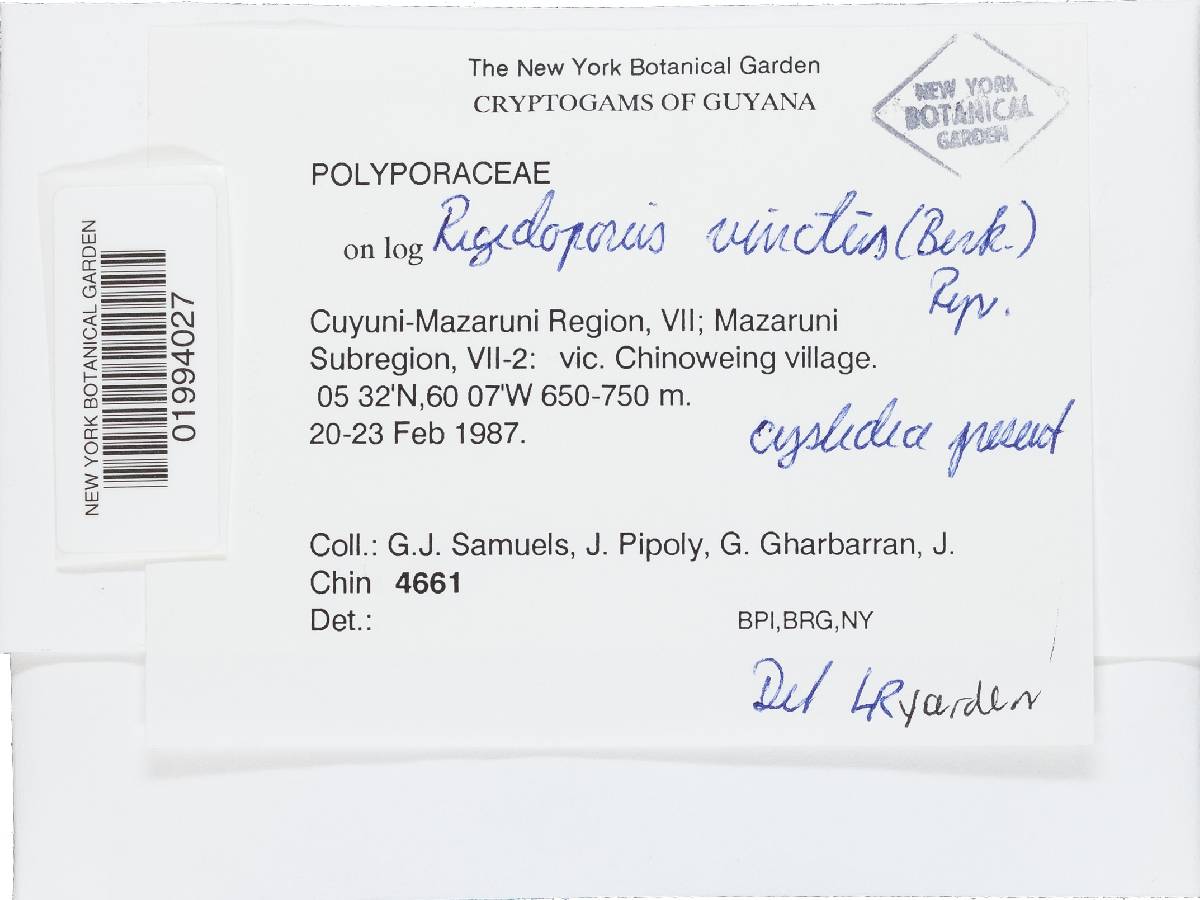 The New York Botanical Garden
CRYPTOGAMS OF GUYANA
NEW YORK
BOTANICAL
GARDEN
POLYPORACEAE
on log Rigidoporus vinctus (Berk.)
Ryv.
Cuyuni-Mazaruni Region, VII; Mazaruni
Subregion, VII-2: vic. Chinoweing village.
05 32'N,60 07'W 650-750 m.
20-23 Feb 1987.
cystidia present
Coll.: G.J. Samuels, J. Pipoly, G. Gharbarran, J.
Chin 4661
Det.:
BPI,BRG,NY
Det LRyvarden
NEW YORK BOTANICAL GARDEN
01994027